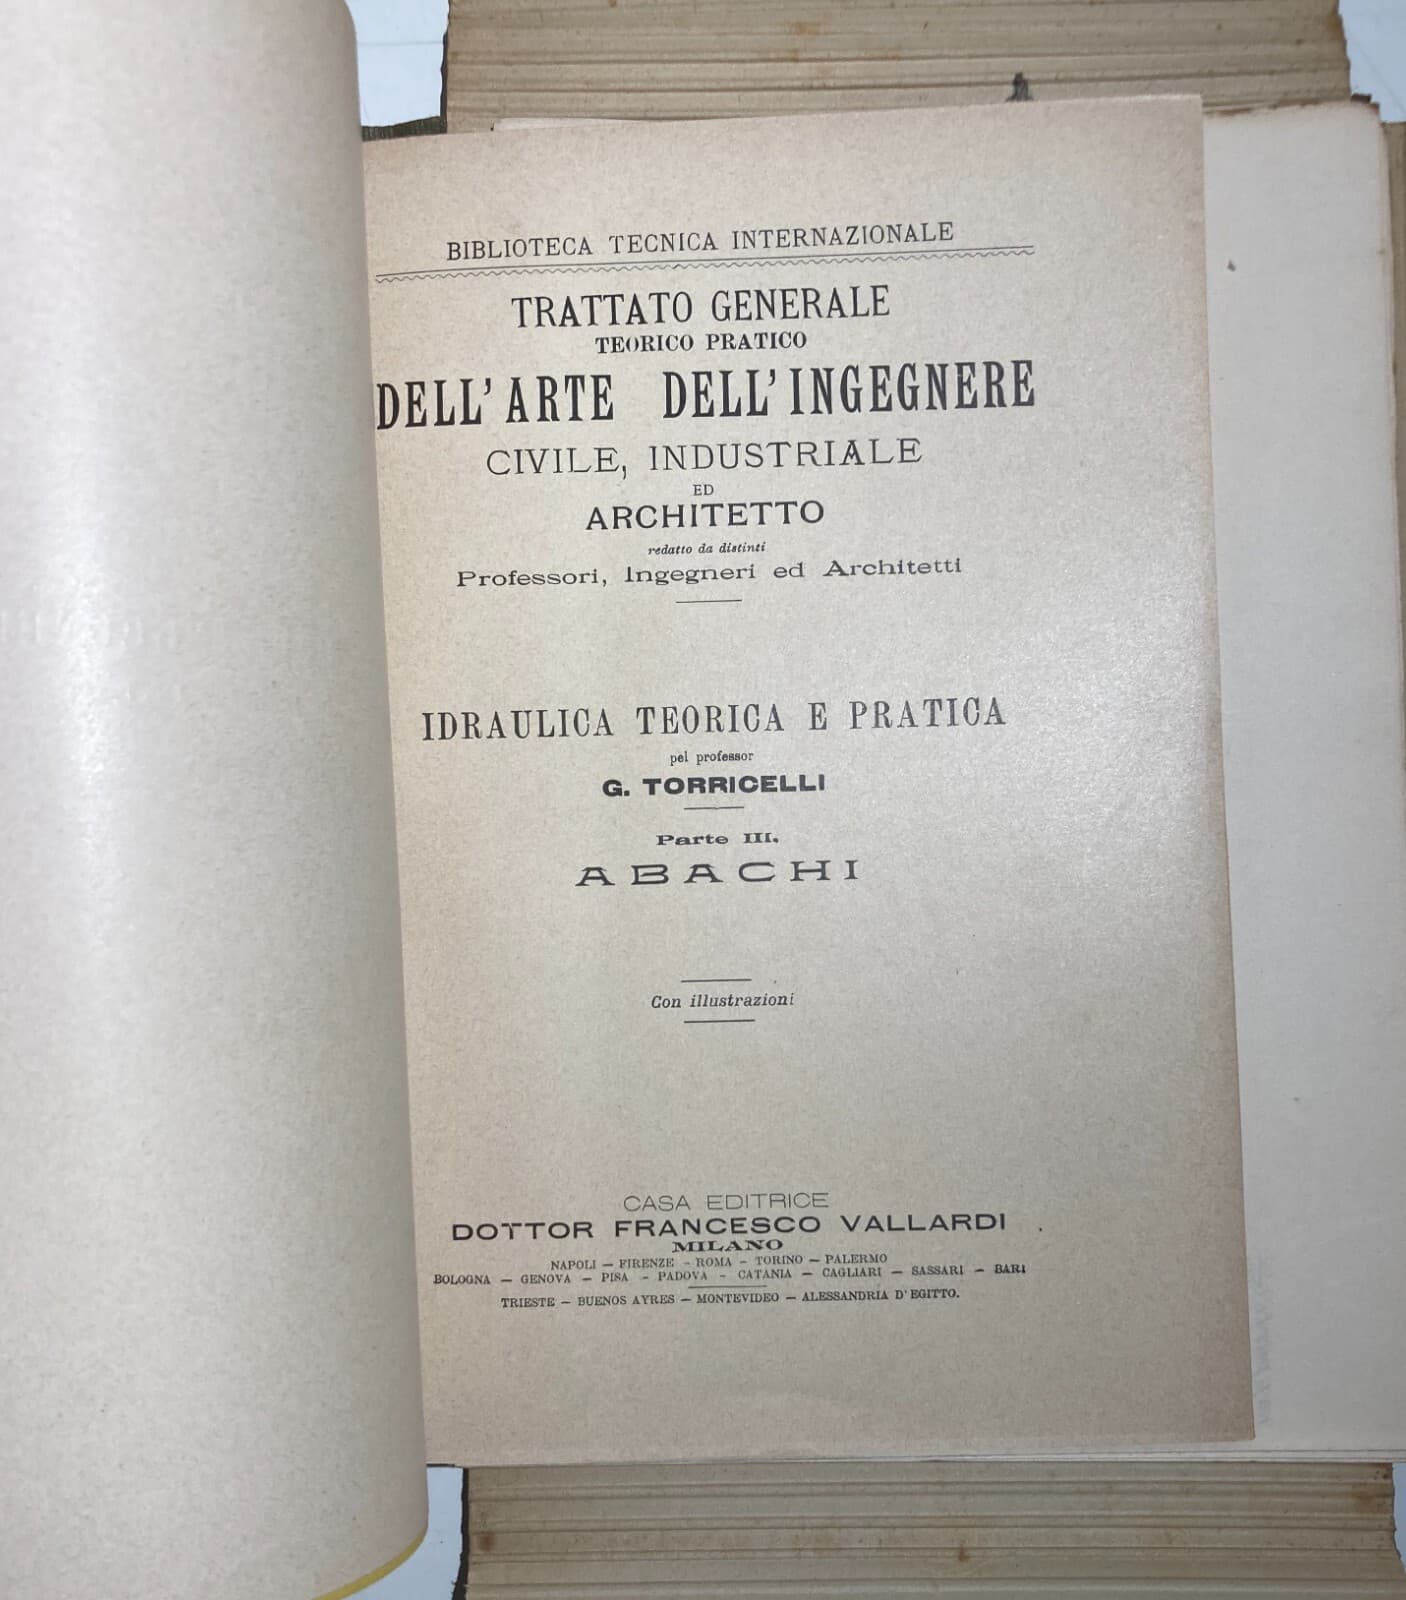 BIBLIOTECA TECNICA INTERNAZIONALE
TRATTATO GENERALE
TEORICO PRATICO
DELL'ARTE DELL'INGEGNERE
CIVILE, INDUSTRIALE
ED
ARCHITETTO
redatto da distinti
Professori, Ingegneri ed Architetti
IDRAULICA TEORICA E PRATICA
pel professor
G. TORRICELLI
Parte III.
ABACHI
Con illustrazioni
CASA EDITRICE
DOTTOR FRANCESCO VALLARDI
MILANO
NAPOLI — FIRENZE - ROMA — TORINO — PALERMO
BOLOGNA — GENOVA — PISA - PADOVA - CATANIA — CAGLIARI — SASSARI — BARI
TRIESTE — BUENOS AYRES — MONTEVIDEO — ALESSANDRIA D'EGITTO.